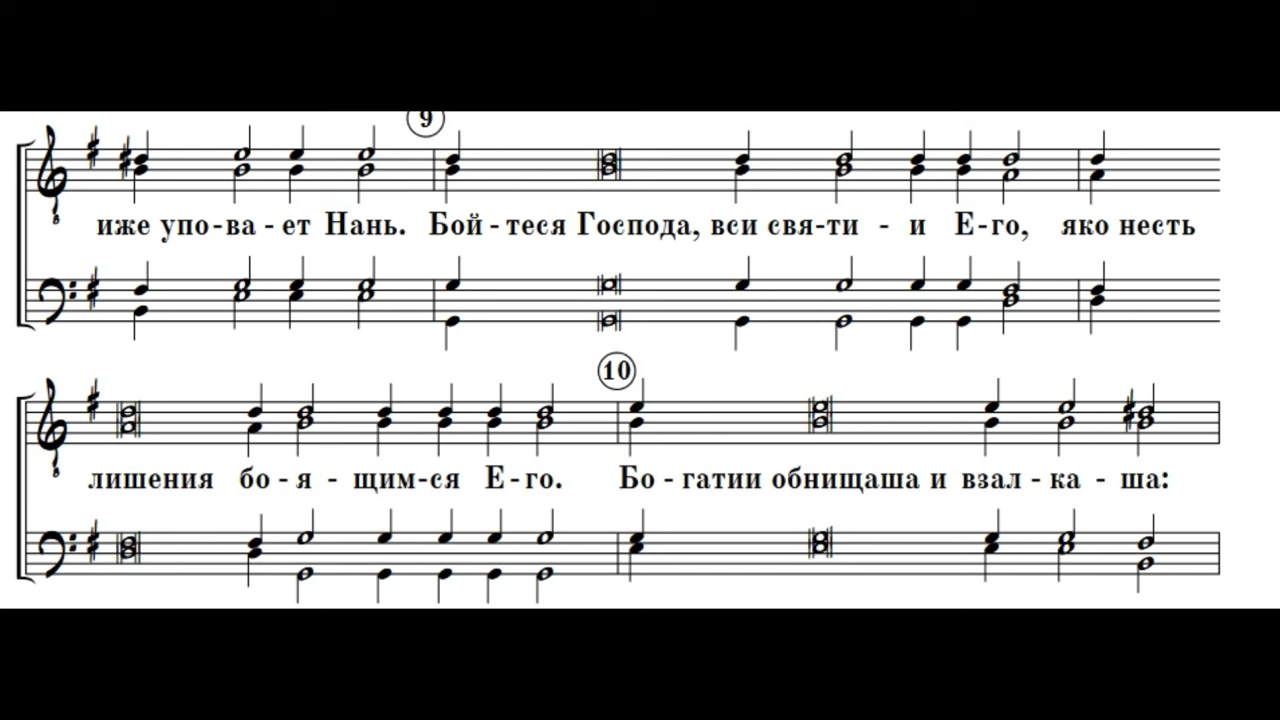 9
иже упо-ва - ет Нань. Бой - теся Господа, вси свя-ти - и Е-го, яко несть
10
лишения бо - я - щим-ся Е-го. Бо - гатии обнищаша и взал - ка - ша: